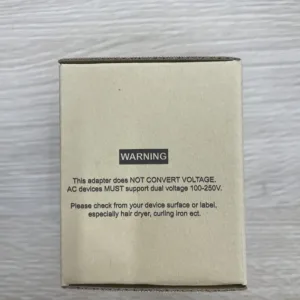 WARNING
This adapter does NOT CONVERT VOLTAGE.
AC devices MUST support dual voltage 100-250V.
Please check from your device surface or label,
especially hair dryer, curling iron ect.